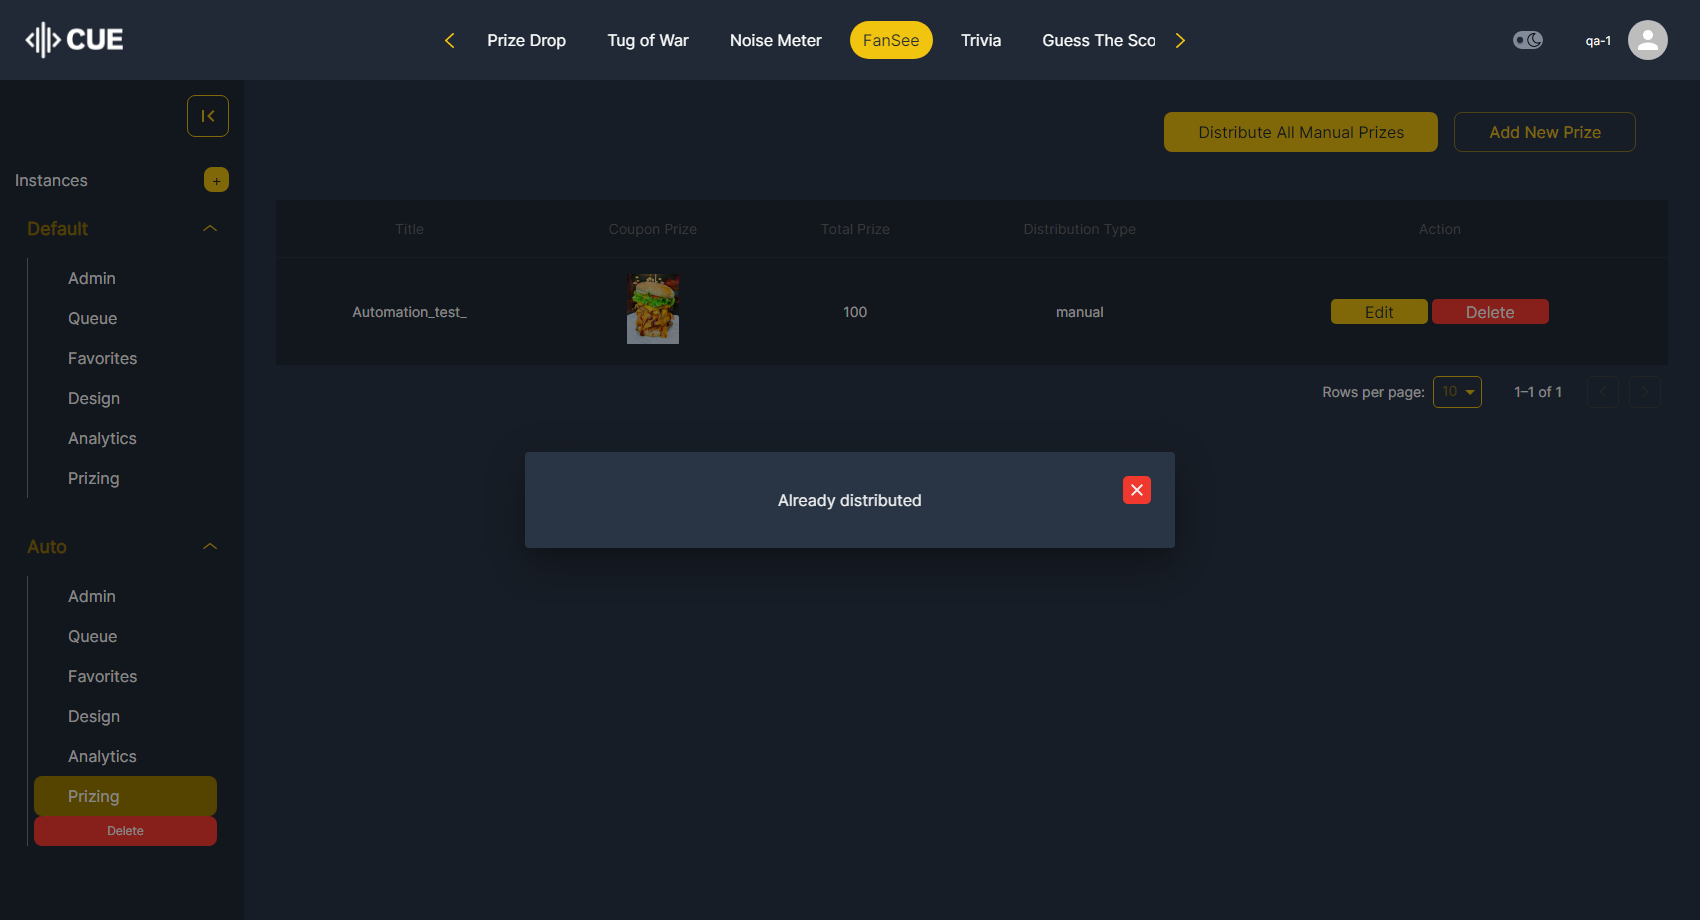 CUE
Prize Drop
Tug of War
Noise Meter
FanSee
Trivia
Guess The Sco
qa-1
Distribute All Manual Prizes
Add New Prize
Instances
+
Default
Admin
Queue
Favorites
Design
Analytics
Prizing
Auto
Admin
Queue
Favorites
Design
Analytics
Prizing
Delete
Title Coupon Prize Total Prize Distribution Type Action
Automation_test_ 100 manual Edit Delete
Rows per page: 10 1–1 of 1
Already distributed